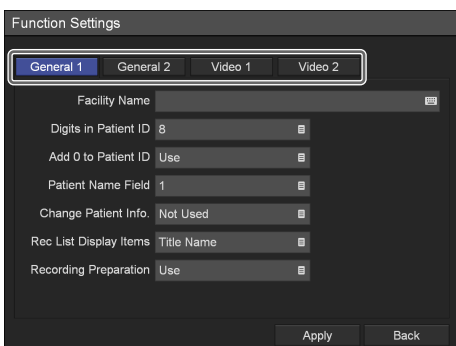 Function Settings
General 1 General 2 Video 1 Video 2
Facility Name
Digits in Patient ID 8
Add 0 to Patient ID Use
Patient Name Field 1
Change Patient Info. Not Used
Rec List Display Items Title Name
Recording Preparation Use
Apply Back